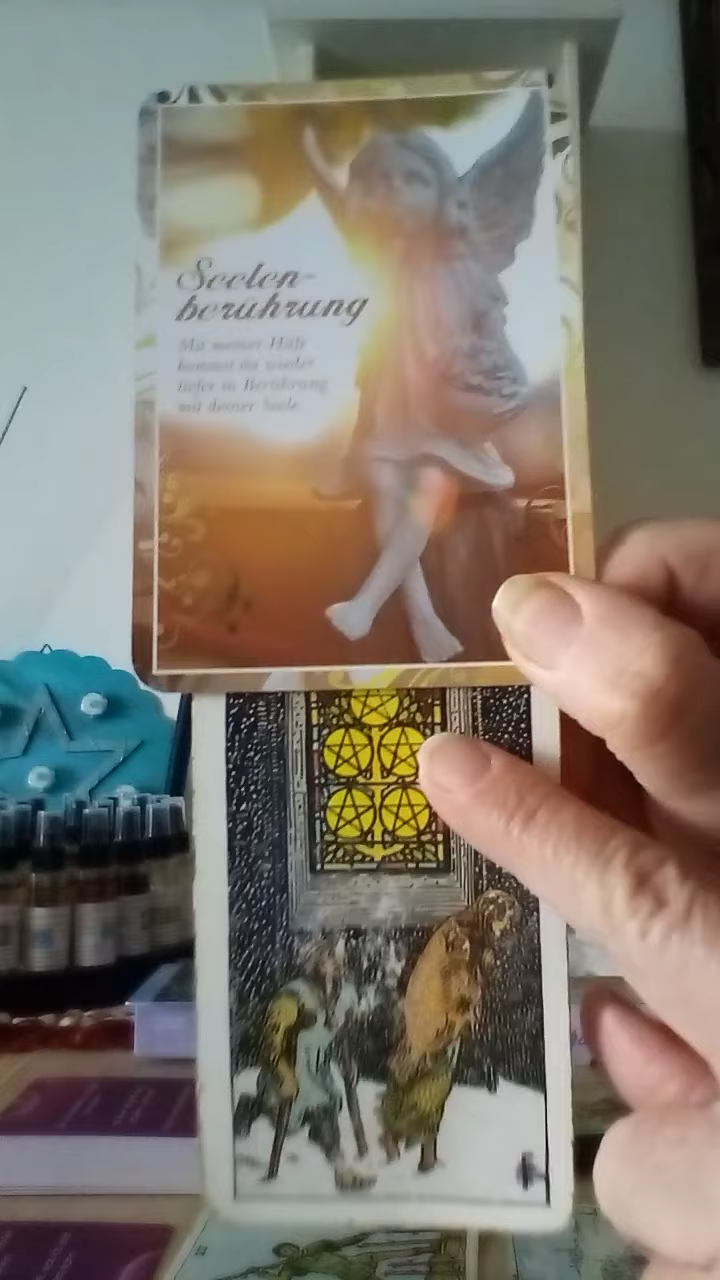 Seelen-
berührung
Mit meiner Hilfe
kommst du wieder
tiefer in Berührung
mit deiner Seele.